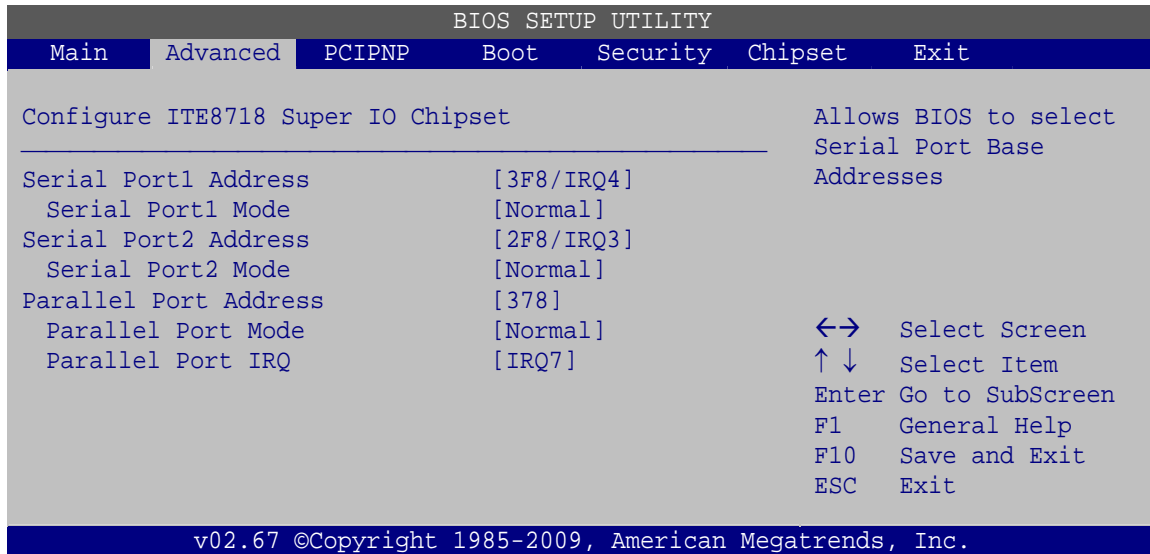 BIOS SETUP UTILITY
Main Advanced PCIPNP Boot Security Chipset Exit
Configure ITE8718 Super IO Chipset
Serial Port1 Address [3F8/IRQ4]
Serial Port1 Mode [Normal]
Serial Port2 Address [2F8/IRQ3]
Serial Port2 Mode [Normal]
Parallel Port Address [378]
Parallel Port Mode [Normal]
Parallel Port IRQ [IRQ7]
Allows BIOS to select
Serial Port Base
Addresses
←→ Select Screen
↑ ↓ Select Item
Enter Go to SubScreen
F1 General Help
F10 Save and Exit
ESC Exit
v02.67 ©Copyright 1985-2009, American Megatrends, Inc.